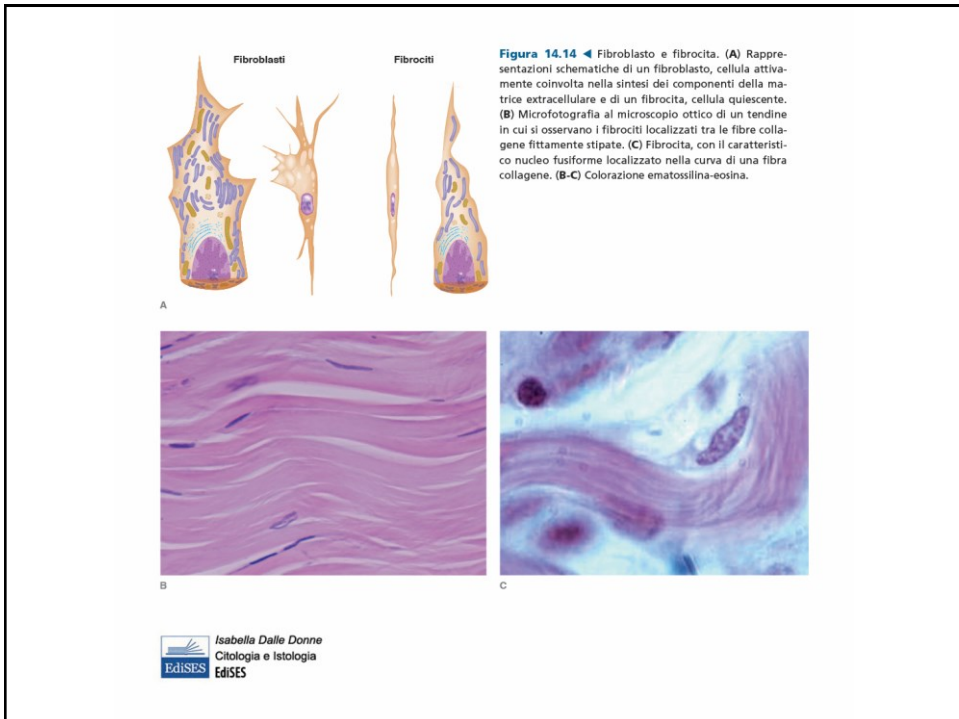 Fibroblasti
Fibrociti
Figura 14.14 ◄ Fibroblasto e fibrocita. (A) Rappre-
sentazioni schematiche di un fibroblasto, cellula attiva-
mente coinvolta nella sintesi dei componenti della ma-
trice extracellulare e di un fibrocita, cellula quiescente.
(B) Microfotografia al microscopio ottico di un tendine
in cui si osservano i fibrociti localizzati tra le fibre colla-
gene fittamente stipate. (C) Fibrocita, con il caratteristi-
co nucleo fusiforme localizzato nella curva di una fibra
collagene. (B-C) Colorazione ematossilina-eosina.
A
B
C
EdiSES
Isabella Dalle Donne
Citologia e Istologia
EdiSES